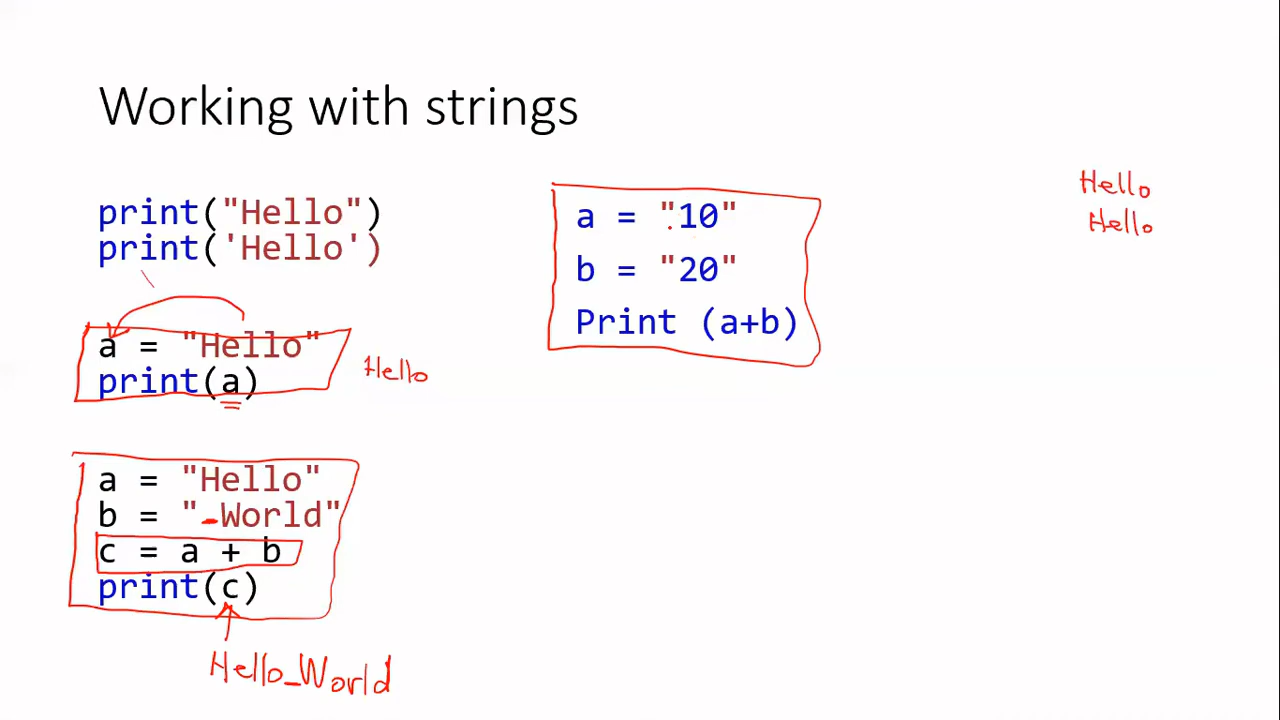 Working with strings
print("Hello")
print('Hello')
a = "Hello"
print(a)
Hello
a = "Hello"
b = "-World"
c = a + b
print(c)
Hello_World
a = "10"
b = "20"
Print (a+b)
Hello
Hello